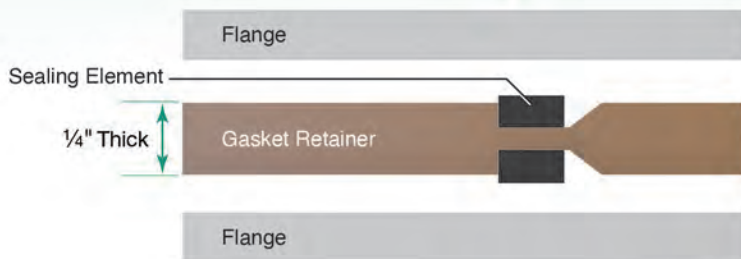 Flange
Sealing Element
¼" Thick
Gasket Retainer
Flange